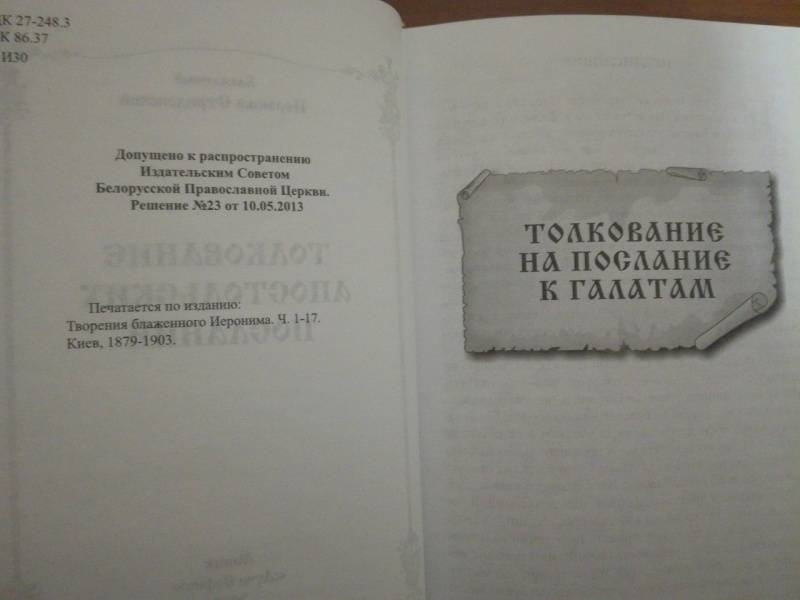 К 27-248.3
К 86.37
И30
Допущено к распространению
Издательским Советом
Белорусской Православной Церкви.
Решение №23 от 10.05.2013
Печатается по изданию:
Творения блаженного Иеронима. Ч. 1-17.
Киев, 1879-1903.
ТОЛКОВАНИЕ
НА ПОСЛАНИЕ
К ГАЛАТАМ